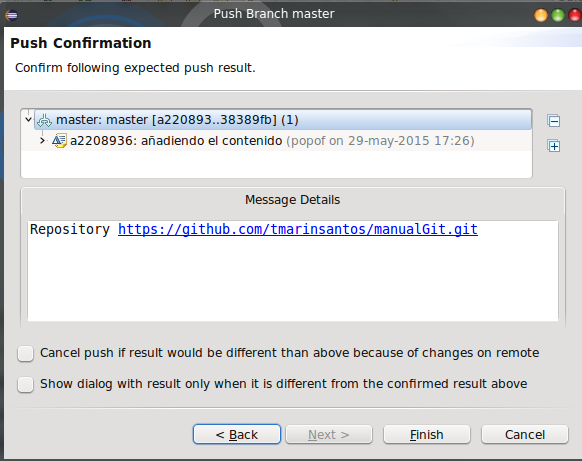 Push Branch master
Push Confirmation
Confirm following expected push result.
master: master [a220893..38389fb] (1)
a2208936: añadiendo el contenido (popof on 29-may-2015 17:26)
Message Details
Repository https://github.com/tmarinsantos/manualGit.git
Cancel push if result would be different than above because of changes on remote
Show dialog with result only when it is different from the confirmed result above
< Back Next > Finish Cancel